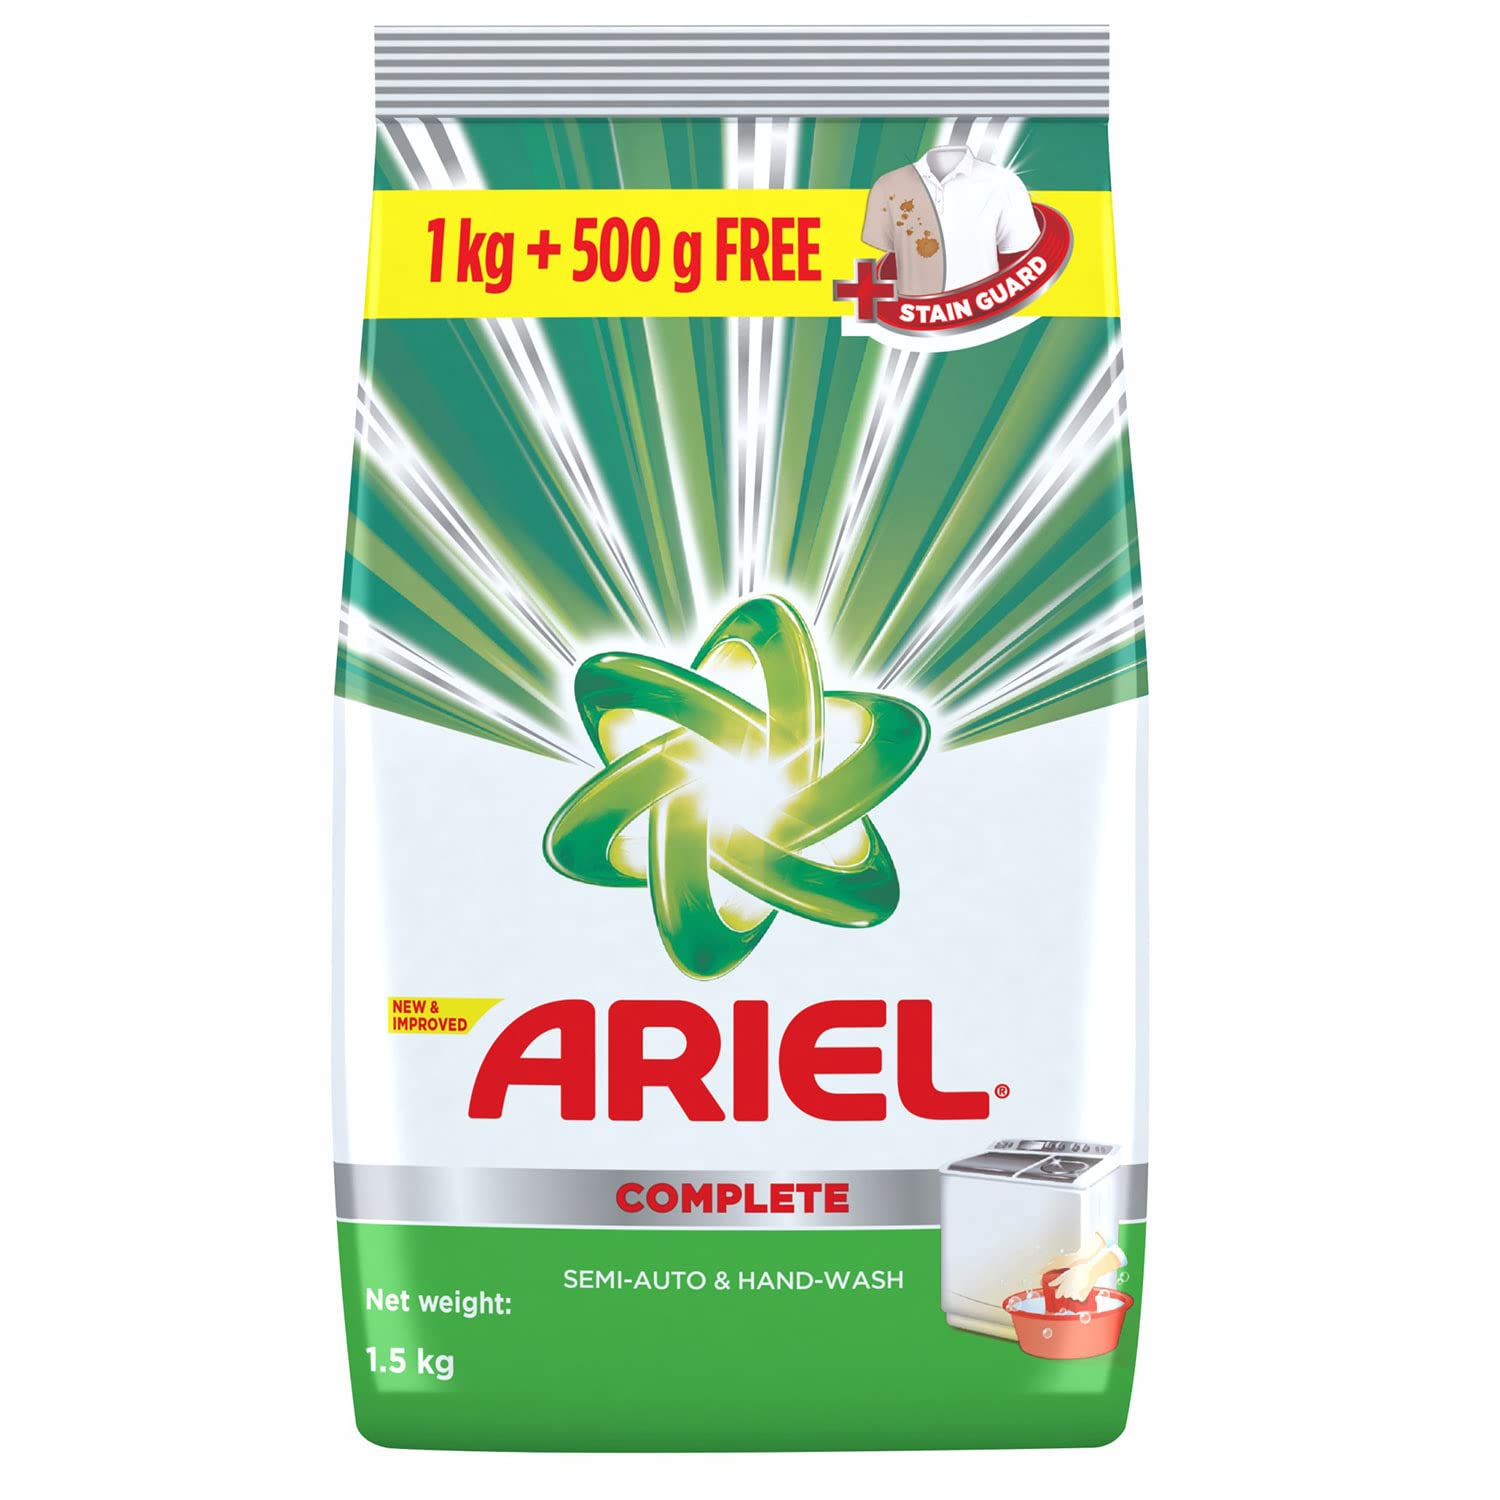 1 kg + 500 g FREE
+ STAIN GUARD
NEW &
IMPROVED
ARIEL®
COMPLETE
SEMI-AUTO & HAND-WASH
Net weight:
1.5 kg